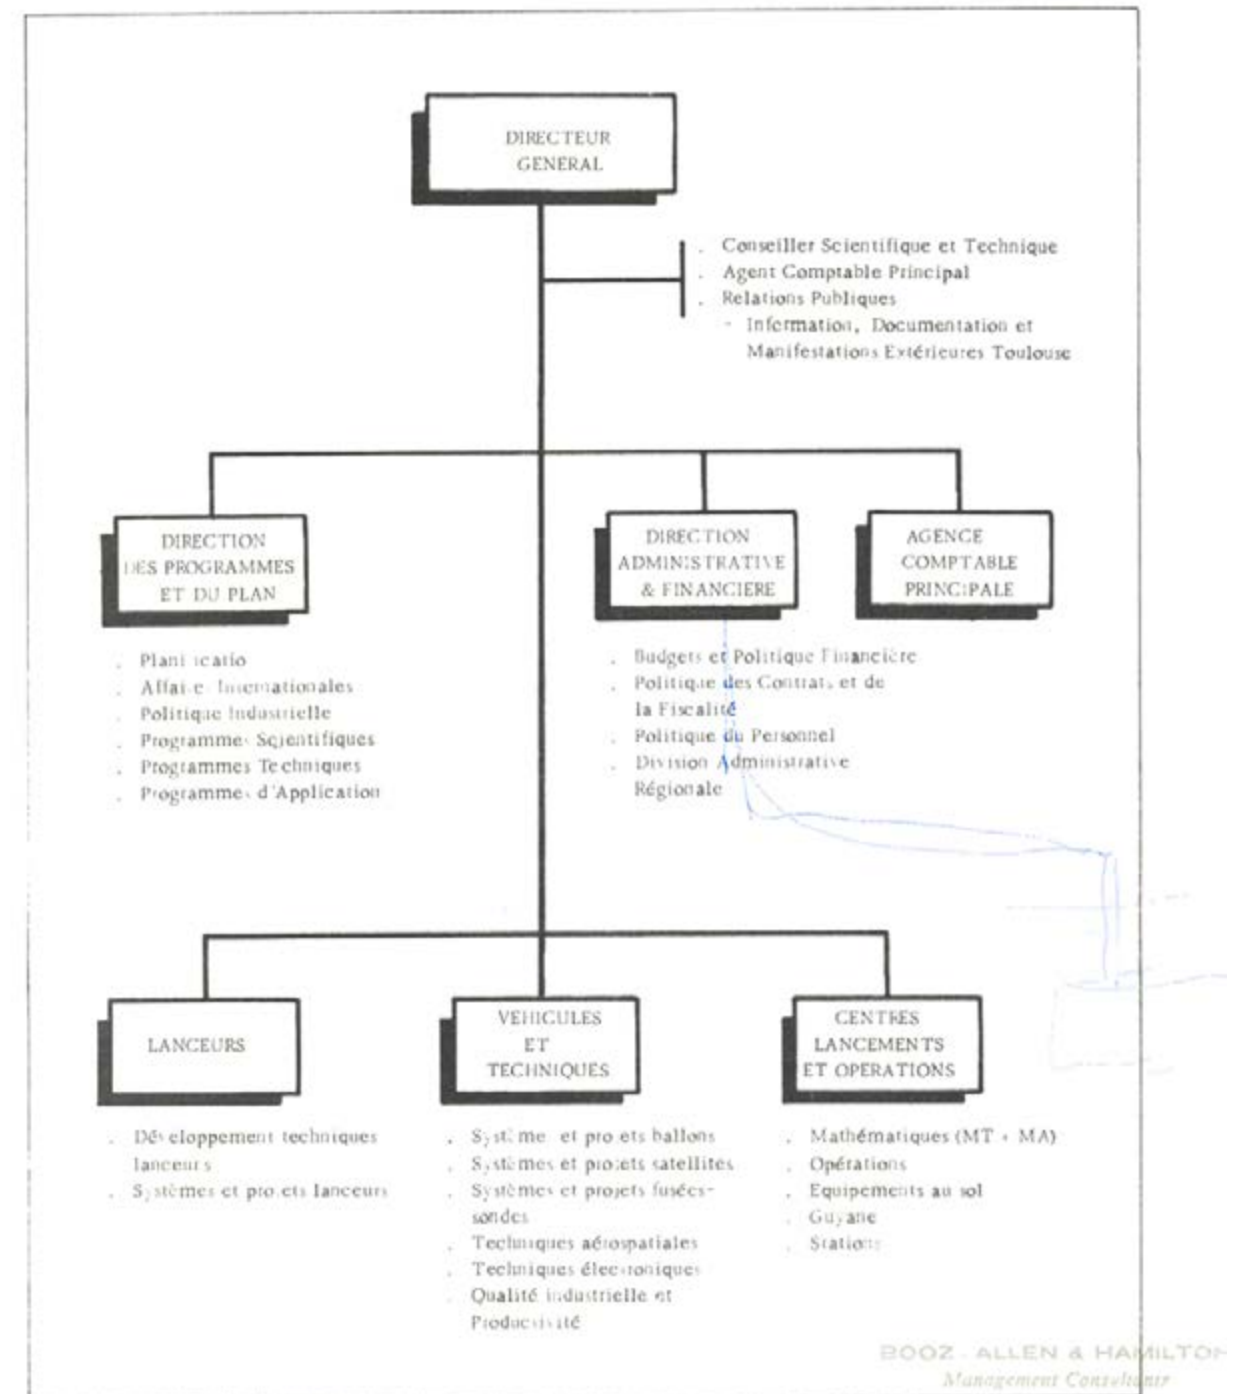 DIRECTEUR
GENERAL
. Conseiller Scientifique et Technique
. Agent Comptable Principal
. Relations Publiques
- Information, Documentation et
Manifestations Extérieures Toulouse
DIRECTION
DES PROGRAMMES
ET DU PLAN
. Affaires Internationales
. Politique Industrielle
. Programmes Scientifiques
. Programmes Techniques
. Programmes d'Application
DIRECTION
ADMINISTRATIVE
& FINANCIERE
. Budgets et Politique Financière
. Politique des Contrats et de
la Fiscalité
. Politique du Personnel
. Division Administrative
Régionale
AGENCE
COMPTABLE
PRINCIPALE
LANCEURS
. Développement techniques
lanceurs
. Systèmes et projets lanceurs
VEHICULES
ET
TECHNIQUES
. Système et projets ballons
. Systèmes et projets satellites
. Systèmes et projets fusées-
sondes
. Techniques aérospatiales
. Techniques électroniques
. Qualité industrielle et
Productivité
CENTRES
LANCEMENTS
ET OPERATIONS
. Mathématiques (MT + MA)
. Opérations
. Equipements au sol
. Guyane
. Stations
BOOZ - ALLEN & HAMILTON
Management Consultants